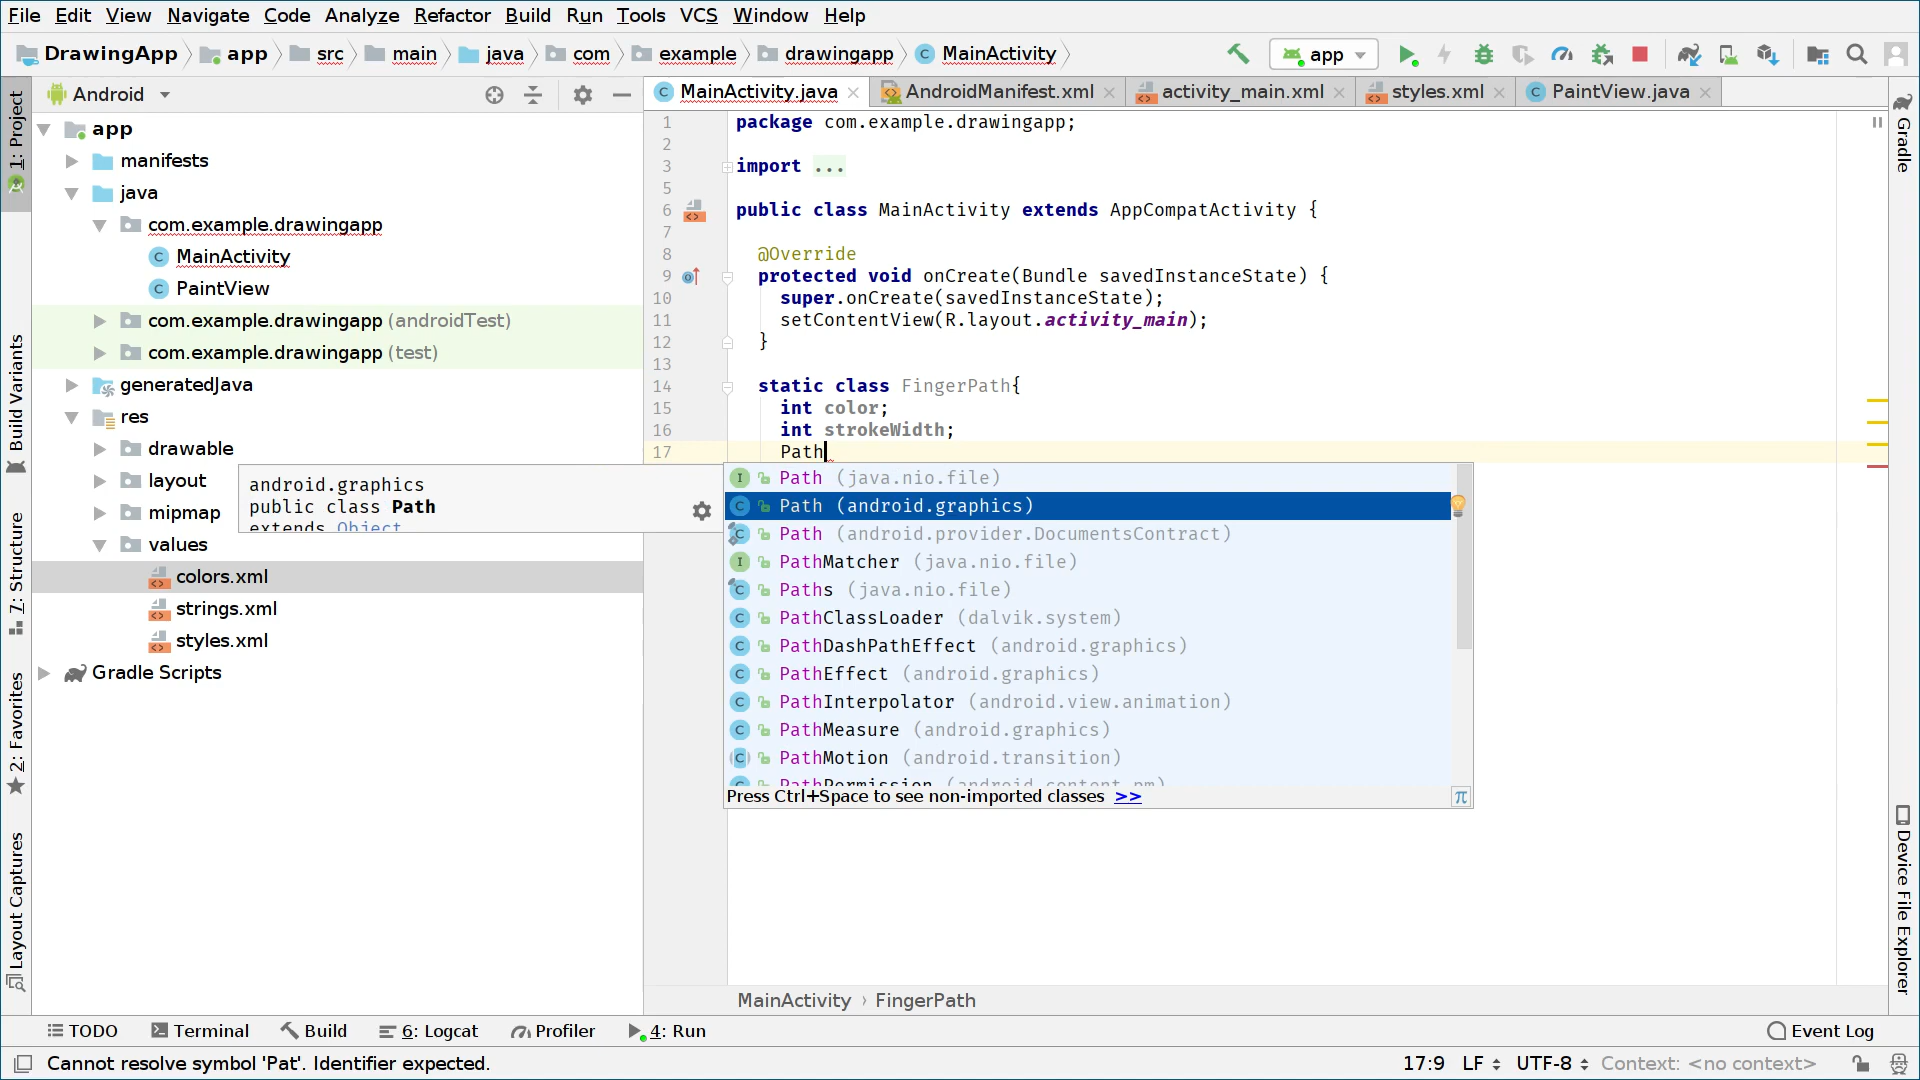 File Edit View Navigate Code Analyze Refactor Build Run Tools VCS Window Help
DrawingApp app src main java com example drawingapp MainActivity app
Android
MainActivity.java AndroidManifest.xml activity_main.xml styles.xml PaintView.java
1: Project
Build Variants
7: Structure
2: Favorites
Layout Captures
app
manifests
java
com.example.drawingapp
MainActivity
PaintView
com.example.drawingapp (androidTest)
com.example.drawingapp (test)
generatedJava
res
drawable
layout
mipmap
values
colors.xml
strings.xml
styles.xml
Gradle Scripts
android.graphics
public class Path
extends Object
1 package com.example.drawingapp;
2
3 import ...
5
6 public class MainActivity extends AppCompatActivity {
7
8 @Override
9 protected void onCreate(Bundle savedInstanceState) {
10 super.onCreate(savedInstanceState);
11 setContentView(R.layout.activity_main);
12 }
13
14 static class FingerPath{
15 int color;
16 int strokeWidth;
17 Path
Path (java.nio.file)
Path (android.graphics)
Path (android.provider.DocumentsContract)
PathMatcher (java.nio.file)
Paths (java.nio.file)
PathClassLoader (dalvik.system)
PathDashPathEffect (android.graphics)
PathEffect (android.graphics)
PathInterpolator (android.view.animation)
PathMeasure (android.graphics)
PathMotion (android.transition)
PathPermission (android.content.pm)
Press Ctrl+Space to see non-imported classes >> π
Gradle
Device File Explorer
MainActivity › FingerPath
TODO Terminal Build 6: Logcat Profiler 4: Run Event Log
Cannot resolve symbol 'Pat'. Identifier expected. 17:9 LF UTF-8 Context: <no context>